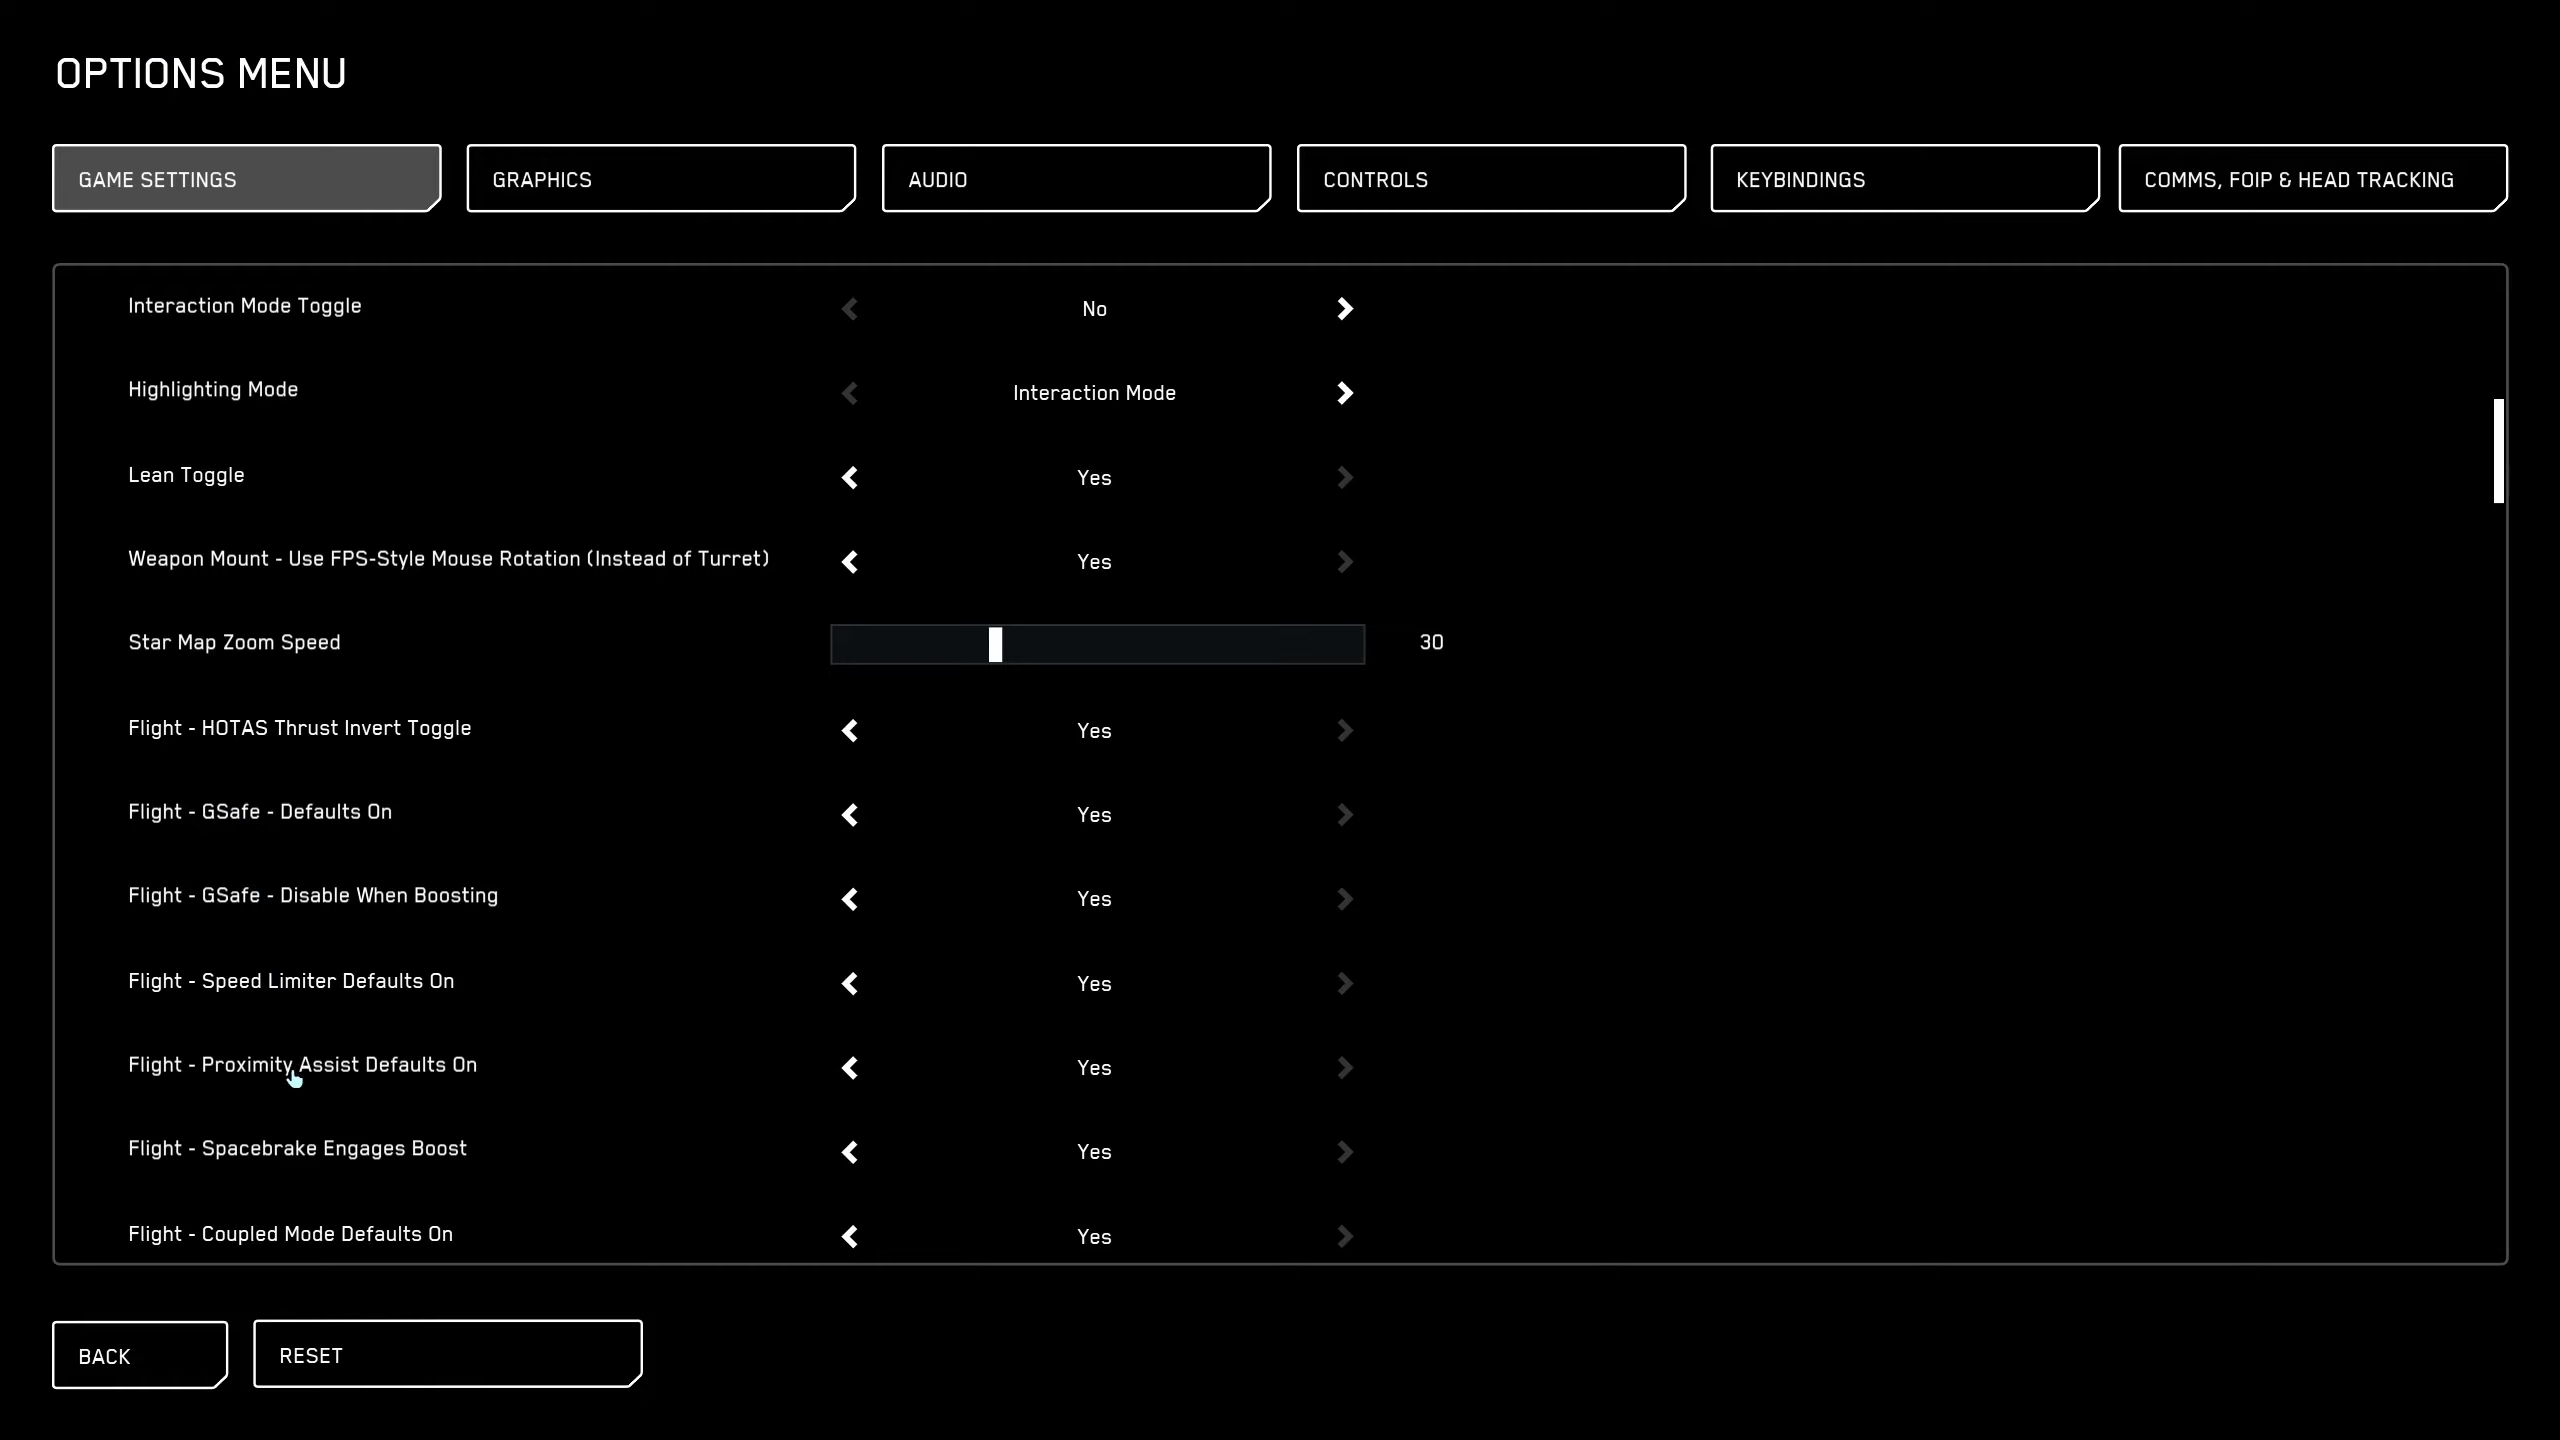 OPTIONS MENU
GAME SETTINGS
GRAPHICS
AUDIO
CONTROLS
KEYBINDINGS
COMMS, FOIP & HEAD TRACKING
Interaction Mode Toggle No
Highlighting Mode Interaction Mode
Lean Toggle Yes
Weapon Mount - Use FPS-Style Mouse Rotation (Instead of Turret) Yes
Star Map Zoom Speed 30
Flight - HOTAS Thrust Invert Toggle Yes
Flight - GSafe - Defaults On Yes
Flight - GSafe - Disable When Boosting Yes
Flight - Speed Limiter Defaults On Yes
Flight - Proximity Assist Defaults On Yes
Flight - Spacebrake Engages Boost Yes
Flight - Coupled Mode Defaults On Yes
BACK
RESET